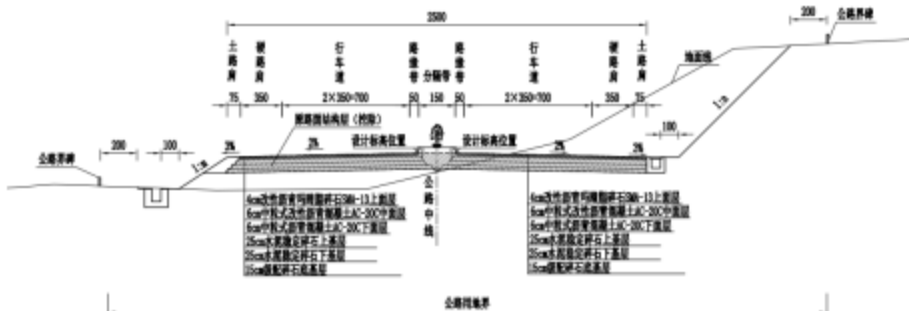 2500
200
公路界碑
土路肩
硬路肩
行车道
路缘带
分隔带
路缘带
行车道
硬路肩
土路肩
地面线
75
350
2×350=700
50
150
50
2×350=700
350
75
1:m
原路面结构层（挖除）
100
3%
2%
设计标高位置
设计标高位置
2%
3%
公路界碑
200
100
1:m
4cm改性沥青玛蹄脂碎石SMA-13上面层
6cm中粒式改性沥青混凝土AC-20C中面层
6cm中粒式沥青混凝土AC-20C下面层
25cm水泥稳定碎石上基层
25cm水泥稳定碎石下基层
15cm级配碎石底基层
公路中线
4cm改性沥青玛蹄脂碎石SMA-13上面层
6cm中粒式改性沥青混凝土AC-20C中面层
6cm中粒式沥青混凝土AC-20C下面层
25cm水泥稳定碎石上基层
25cm水泥稳定碎石下基层
15cm级配碎石底基层
公路用地界